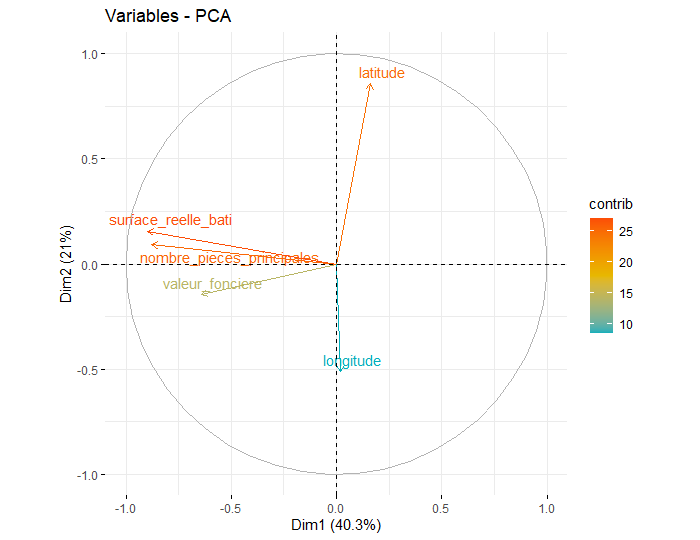 Variables - PCA
1.0
0.5
0.0
-0.5
-1.0
Dim2 (21%)
latitude
surface_reelle_bati
nombre_pieces_principales
valeur_fonciere
longitude
-1.0
-0.5
0.0
0.5
1.0
Dim1 (40.3%)
contrib
25
20
15
10